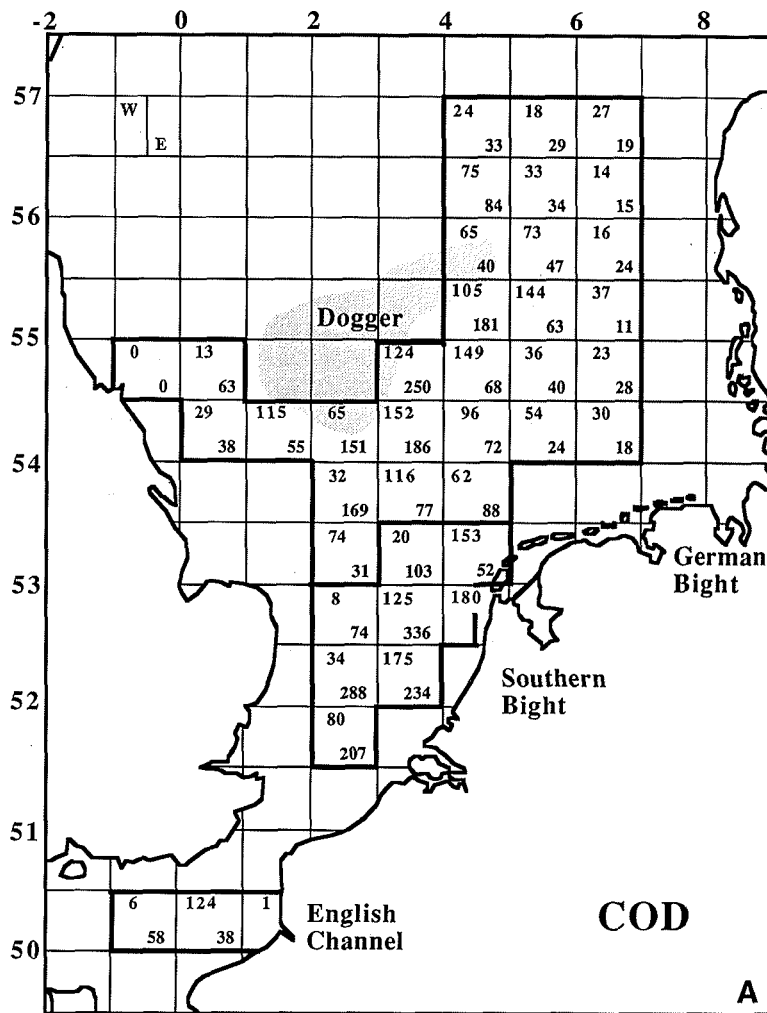 -2 0 2 4 6 8
57
W
E
24 18 27
33 29 19
75 33 14
56
84 34 15
65 73 16
40 47 24
105 144 37
Dogger
181 63 11
55
0 13 124 149 36 23
0 63 250 68 40 28
29 115 65 152 96 54 30
38 55 151 186 72 24 18
54
32 116 62
169 77 88
74 20 153
31 103 52
German
Bight
53
8 125 180
74 336
34 175
Southern
Bight
288 234
52
80
207
51
6 124 1
58 38
English
Channel
COD
50
A